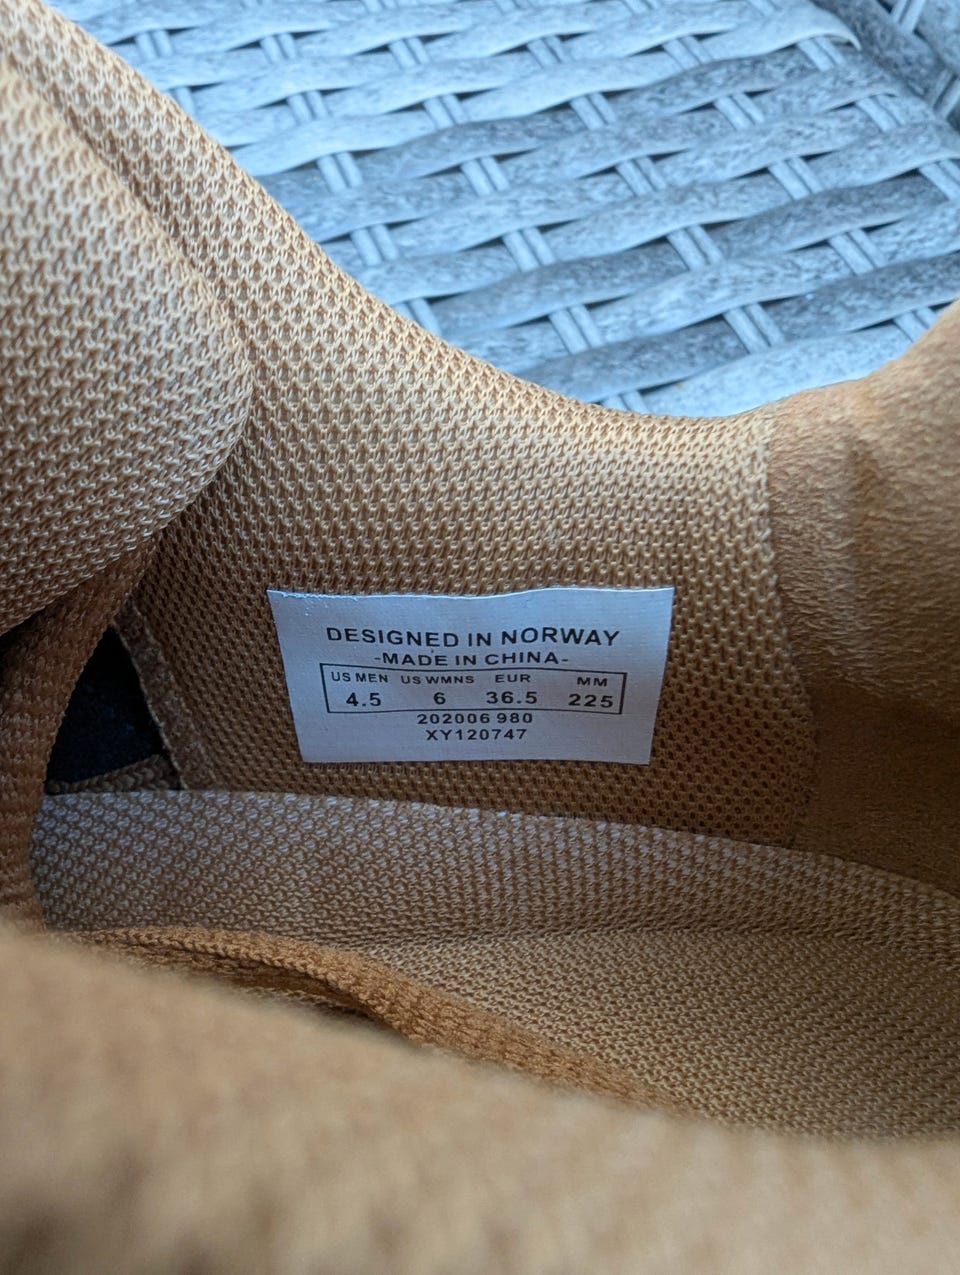 DESIGNED IN NORWAY
-MADE IN CHINA-
US MEN US WMNS EUR MM
4.5 6 36.5 225
202006 980
XY120747